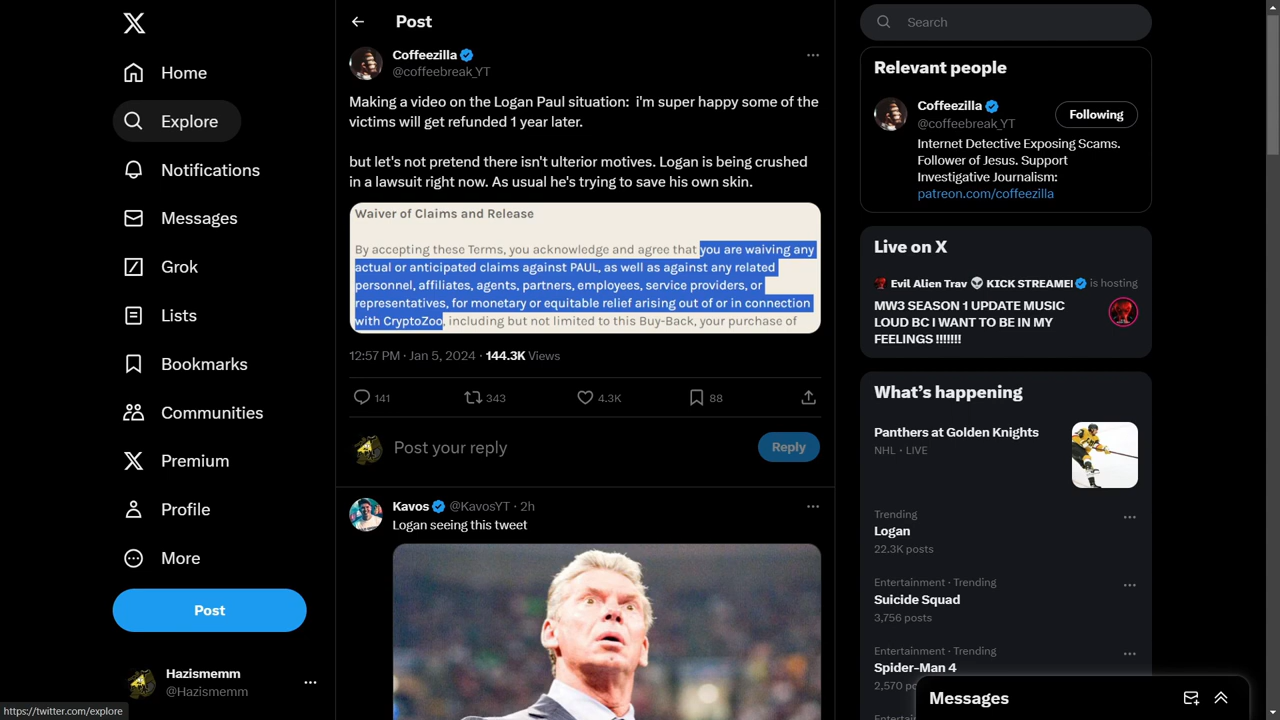 Home
Explore
Notifications
Messages
Grok
Lists
Bookmarks
Communities
Premium
Profile
More
Post
Hazismemm
@Hazismemm
https://twitter.com/explore
Post
Coffeezilla
@coffeebreak_YT
Making a video on the Logan Paul situation: i'm super happy some of the
victims will get refunded 1 year later.
but let's not pretend there isn't ulterior motives. Logan is being crushed
in a lawsuit right now. As usual he's trying to save his own skin.
Waiver of Claims and Release
By accepting these Terms, you acknowledge and agree that you are waiving any
actual or anticipated claims against PAUL, as well as against any related
personnel, affiliates, agents, partners, employees, service providers, or
representatives, for monetary or equitable relief arising out of or in connection
with CryptoZoo, including but not limited to this Buy-Back, your purchase of
12:57 PM · Jan 5, 2024 · 144.3K Views
141 343 4.3K 88
Post your reply
Reply
Kavos @KavosYT · 2h
Logan seeing this tweet
Search
Relevant people
Coffeezilla
@coffeebreak_YT
Following
Internet Detective Exposing Scams.
Follower of Jesus. Support
Investigative Journalism:
patreon.com/coffeezilla
Live on X
Evil Alien Trav 👽 KICK STREAMEI is hosting
MW3 SEASON 1 UPDATE MUSIC
LOUD BC I WANT TO BE IN MY
FEELINGS !!!!!!!
What's happening
Panthers at Golden Knights
NHL · LIVE
Trending
Logan
22.3K posts
Entertainment · Trending
Suicide Squad
3,756 posts
Entertainment · Trending
Spider-Man 4
2,570
Messages